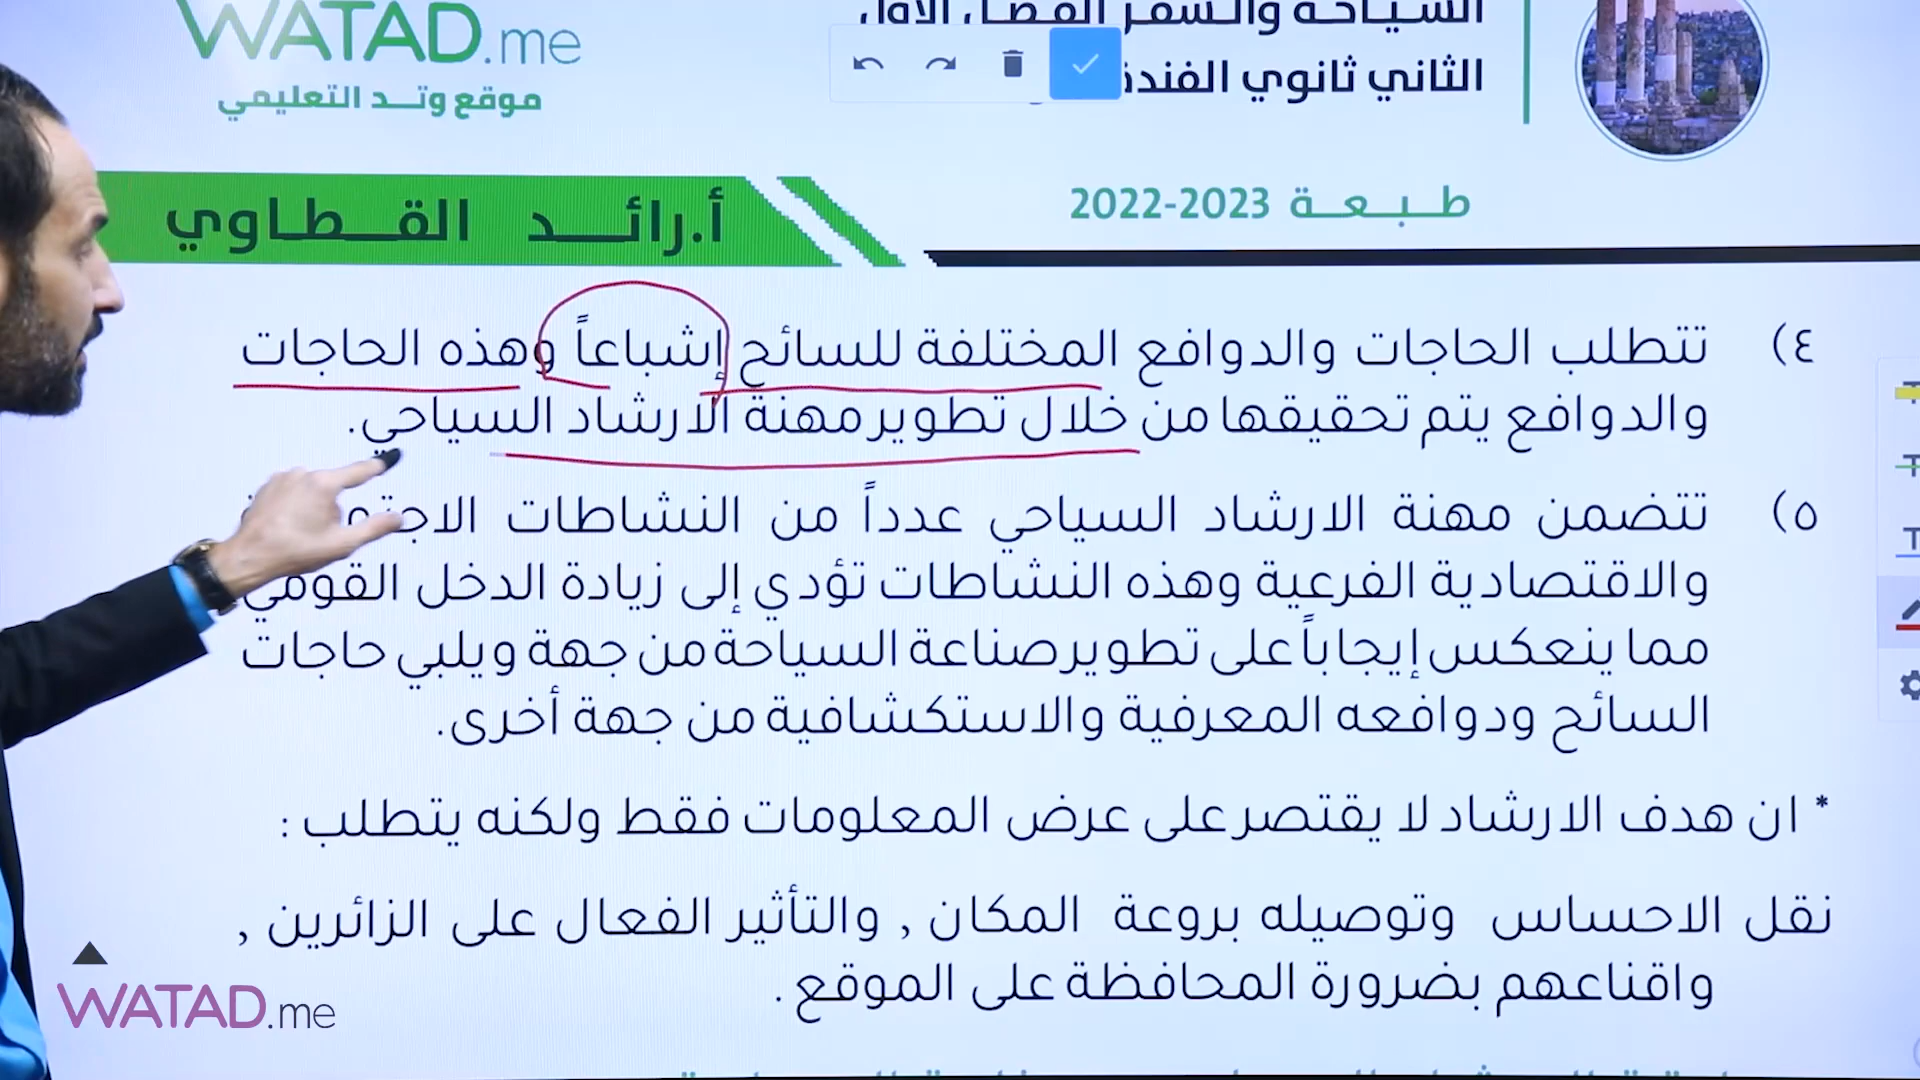 WATAD.me
موقع وتد التعليمي
السياحة والسفر الفصل الأول
الثاني ثانوي
طبعة 2023-2022
أ.رائد القطاوي
٤) تتطلب الحاجات والدوافع المختلفة للسائح إشباعاً وهذه الحاجات
والدوافع يتم تحقيقها من خلال تطوير مهنة الارشاد السياحي.
٥) تتضمن مهنة الارشاد السياحي عدداً من النشاطات
والاقتصادية الفرعية وهذه النشاطات تؤدي إلى زيادة الدخل القومي
مما ينعكس إيجاباً على تطوير صناعة السياحة من جهة ويلبي حاجات
السائح ودوافعه المعرفية والاستكشافية من جهة أخرى.
* ان هدف الارشاد لا يقتصر على عرض المعلومات فقط ولكنه يتطلب :
نقل الاحساس وتوصيله بروعة المكان , والتأثير الفعال على الزائرين ,
واقناعهم بضرورة المحافظة على الموقع .
WATAD.me